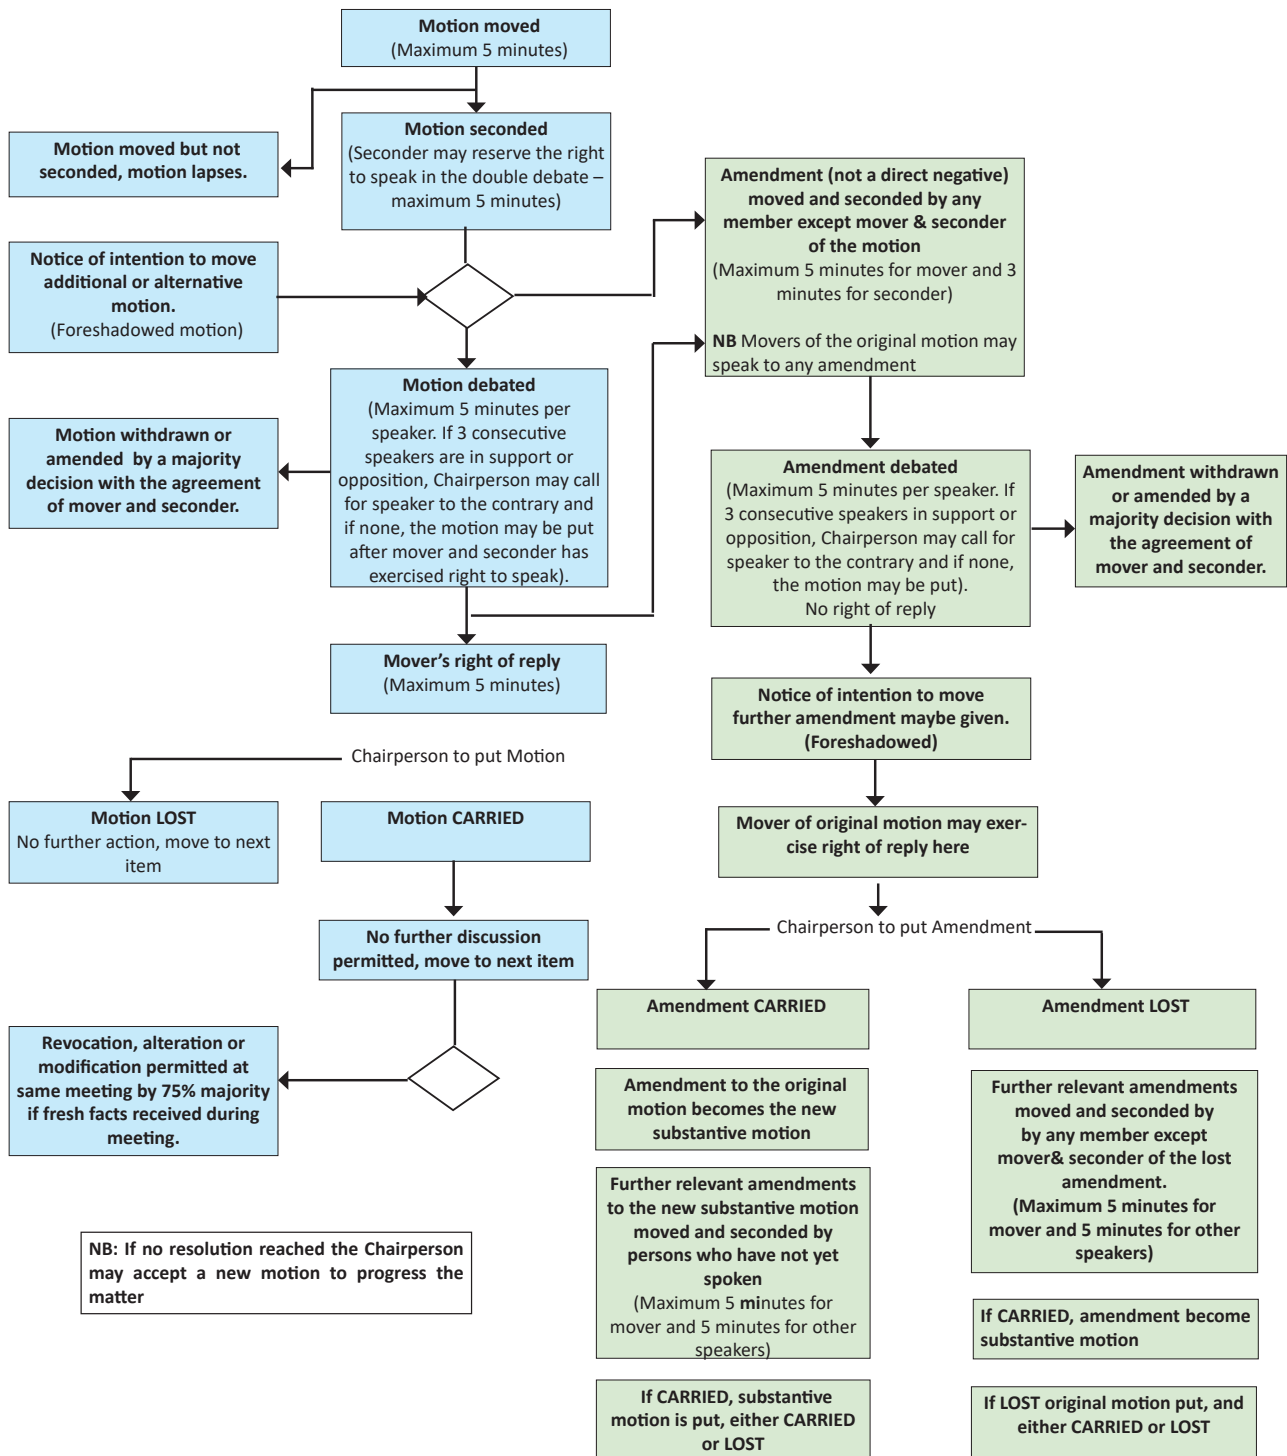 Motion moved
(Maximum 5 minutes)
Motion seconded
(Seconder may reserve the right
to speak in the double debate –
maximum 5 minutes)
Motion moved but not
seconded, motion lapses.
Notice of intention to move
additional or alternative
motion.
(Foreshadowed motion)
Motion debated
(Maximum 5 minutes per
speaker. If 3 consecutive
speakers are in support or
opposition, Chairperson may call
for speaker to the contrary and
if none, the motion may be put
after mover and seconder has
exercised right to speak).
Motion withdrawn or
amended by a majority
decision with the agreement
of mover and seconder.
Mover’s right of reply
(Maximum 5 minutes)
Chairperson to put Motion
Motion LOST
No further action, move to next
item
Motion CARRIED
No further discussion
permitted, move to next item
Revocation, alteration or
modification permitted at
same meeting by 75% majority
if fresh facts received during
meeting.
NB: If no resolution reached the Chairperson
may accept a new motion to progress the
matter
Amendment (not a direct negative)
moved and seconded by any
member except mover & seconder
of the motion
(Maximum 5 minutes for mover and 3
minutes for seconder)
NB Movers of the original motion may
speak to any amendment
Amendment debated
(Maximum 5 minutes per speaker. If
3 consecutive speakers in support or
opposition, Chairperson may call for
speaker to the contrary and if none,
the motion may be put).
No right of reply
Amendment withdrawn
or amended by a
majority decision with
the agreement of
mover and seconder.
Notice of intention to move
further amendment maybe given.
(Foreshadowed)
Mover of original motion may exer-
cise right of reply here
Chairperson to put Amendment
Amendment CARRIED
Amendment to the original
motion becomes the new
substantive motion
Further relevant amendments
to the new substantive motion
moved and seconded by
persons who have not yet
spoken
(Maximum 5 minutes for
mover and 5 minutes for other
speakers)
If CARRIED, substantive
motion is put, either CARRIED
or LOST
Amendment LOST
Further relevant amendments
moved and seconded by
by any member except
mover& seconder of the lost
amendment.
(Maximum 5 minutes for
mover and 5 minutes for other
speakers)
If CARRIED, amendment become
substantive motion
If LOST original motion put, and
either CARRIED or LOST